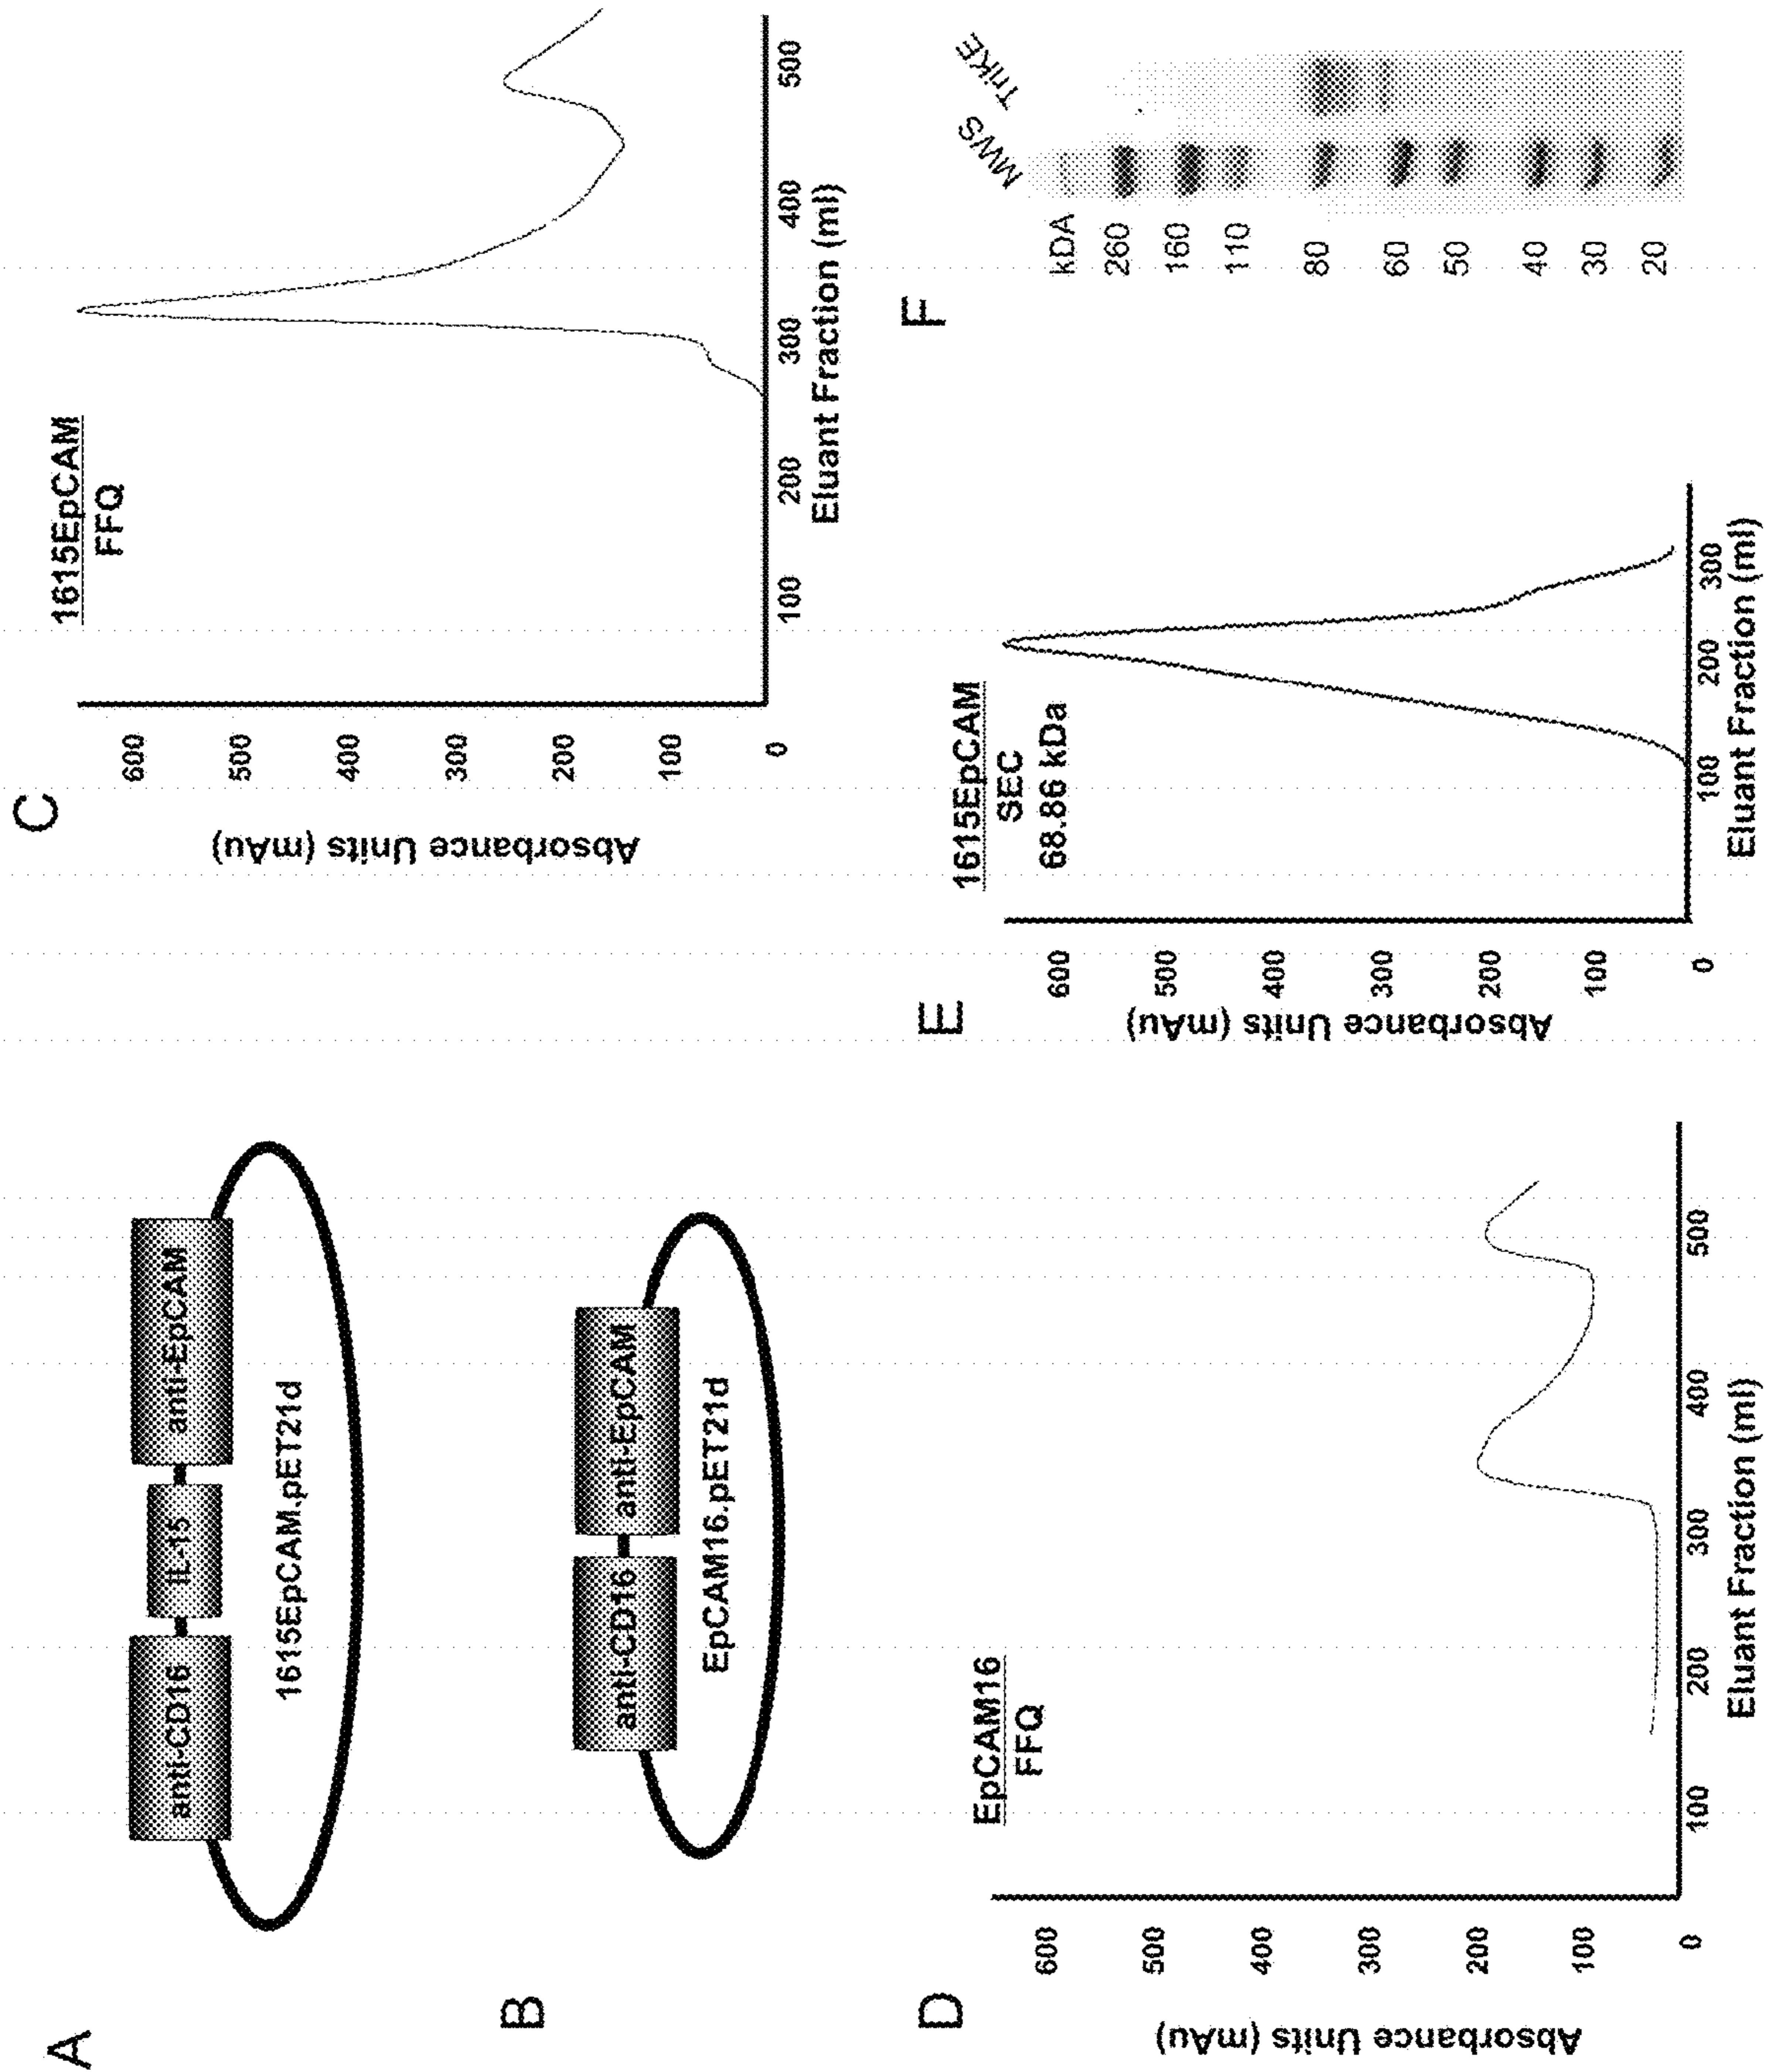 A
anti-CD16
IL-15
anti-EpCAM
1615EpCAM.pET21d
B
anti-CD16
anti-EpCAM
EpCAM16.pET21d
C
1615EpCAM
FFQ
Absorbance Units (mAu)
600
500
400
300
200
100
0
100 200 300 400 500
Eluant Fraction (ml)
D
EpCAM16
FFQ
Absorbance Units (mAu)
600
500
400
300
200
100
0
100 200 300 400 500
Eluant Fraction (ml)
E
1615EpCAM
SEC
68.86 kDa
Absorbance Units (mAu)
600
500
400
300
200
100
0
100 200 300
Eluant Fraction (ml)
F
MWS
TriKE
kDA
260
160
110
80
60
50
40
30
20